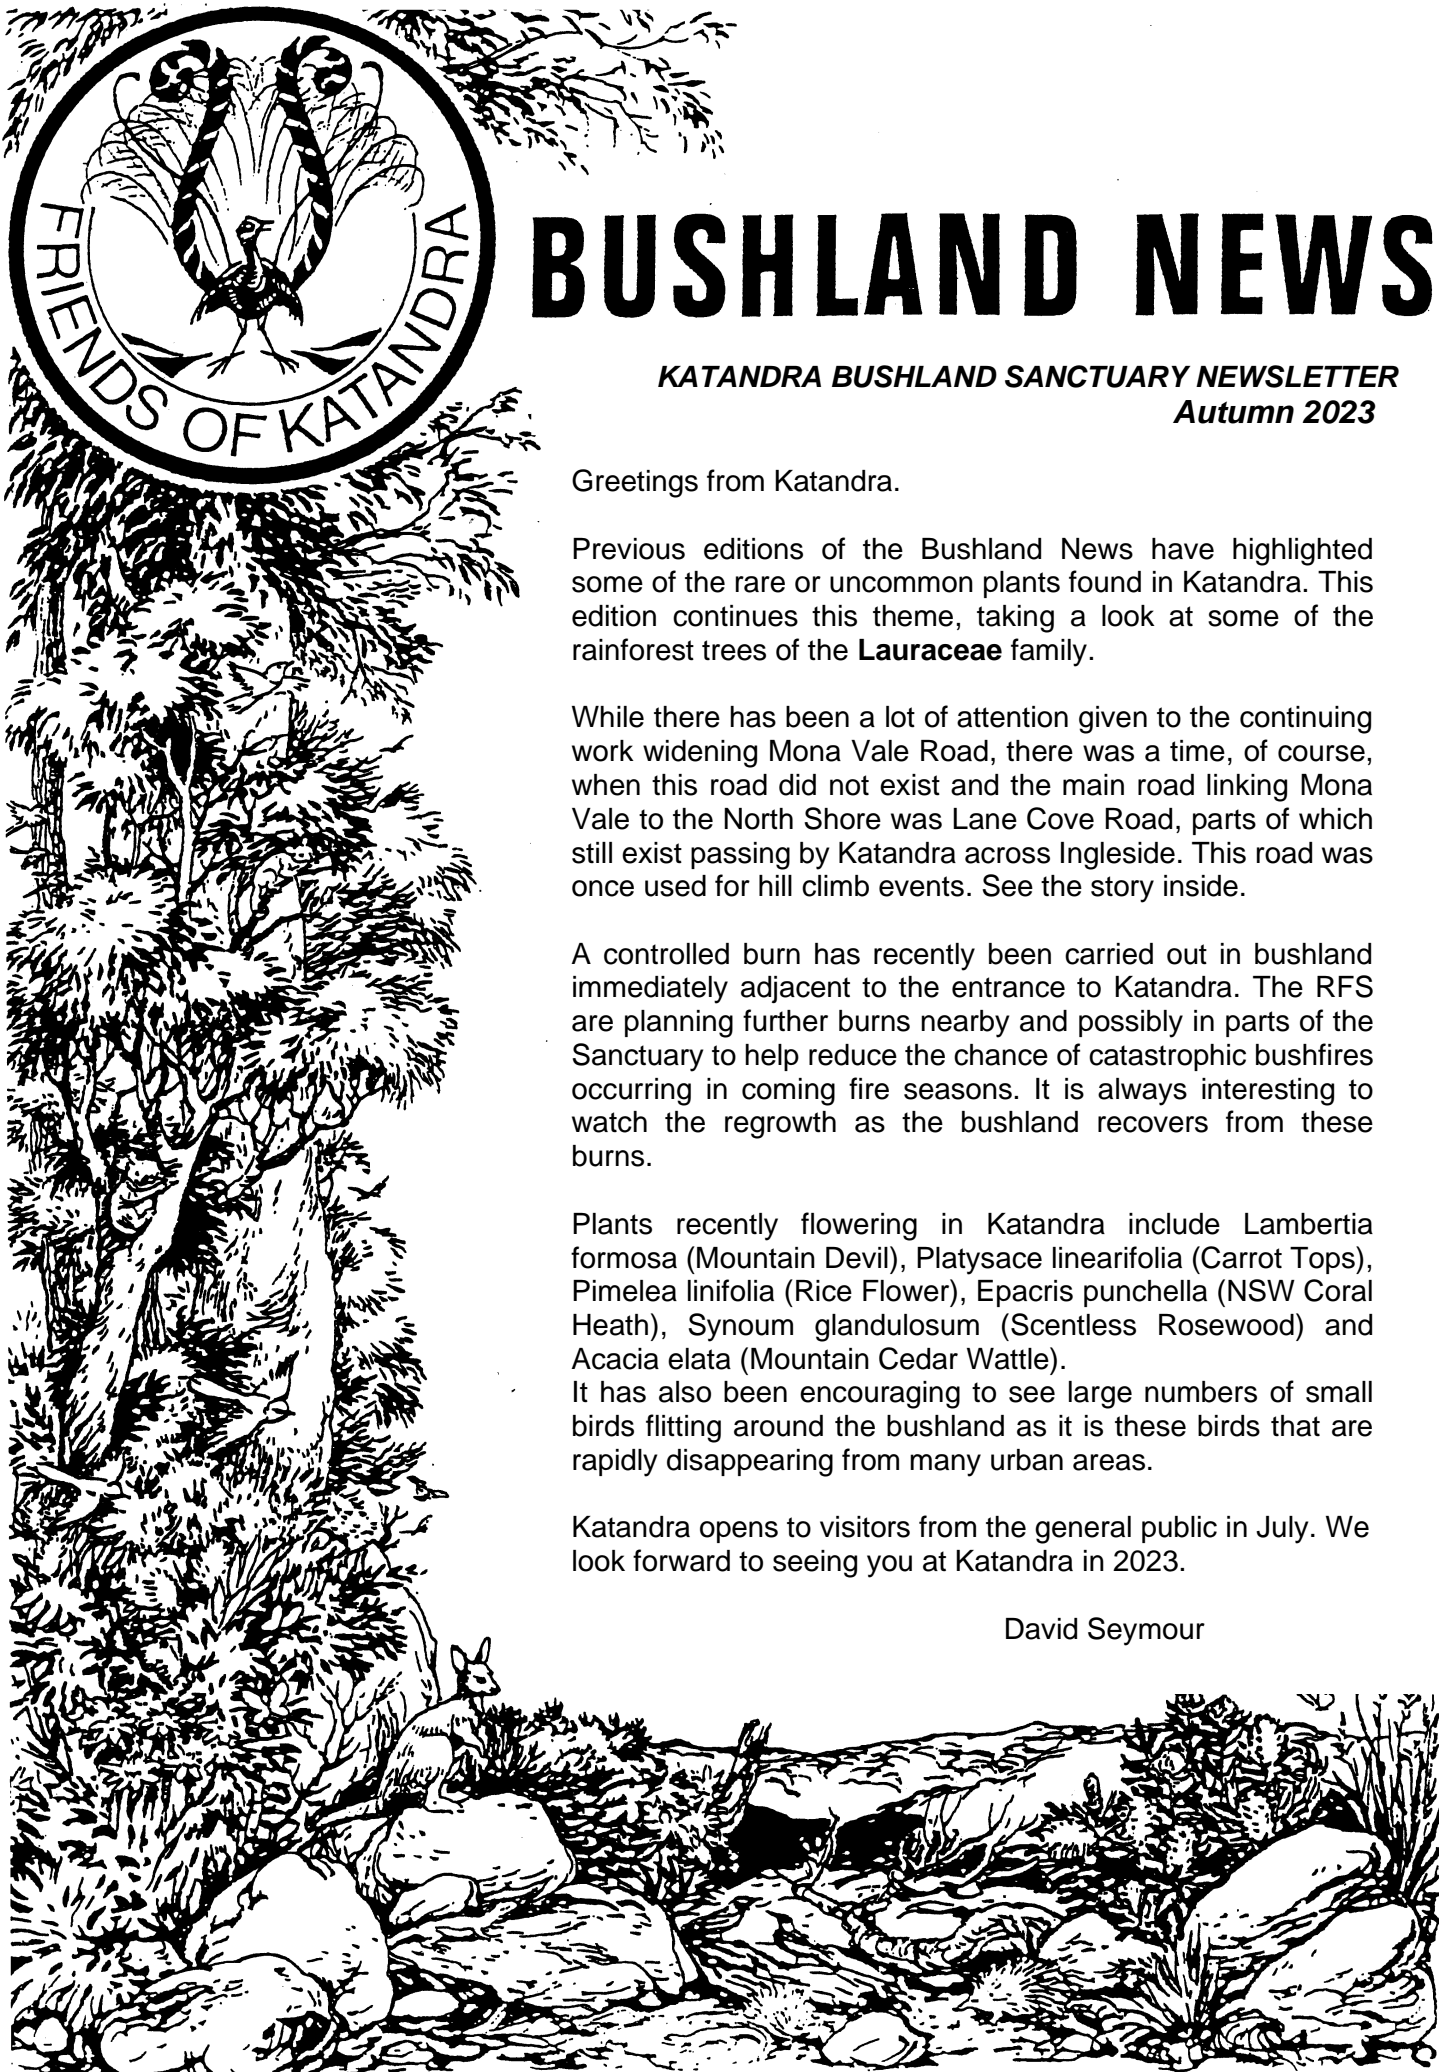 FRIENDS OF KATANDRA
BUSHLAND NEWS
KATANDRA BUSHLAND SANCTUARY NEWSLETTER
Autumn 2023
Greetings from Katandra.
Previous editions of the Bushland News have highlighted
some of the rare or uncommon plants found in Katandra. This
edition continues this theme, taking a look at some of the
rainforest trees of the Lauraceae family.
While there has been a lot of attention given to the continuing
work widening Mona Vale Road, there was a time, of course,
when this road did not exist and the main road linking Mona
Vale to the North Shore was Lane Cove Road, parts of which
still exist passing by Katandra across Ingleside. This road was
once used for hill climb events. See the story inside.
A controlled burn has recently been carried out in bushland
immediately adjacent to the entrance to Katandra. The RFS
are planning further burns nearby and possibly in parts of the
Sanctuary to help reduce the chance of catastrophic bushfires
occurring in coming fire seasons. It is always interesting to
watch the regrowth as the bushland recovers from these
burns.
Plants recently flowering in Katandra include Lambertia
formosa (Mountain Devil), Platysace linearifolia (Carrot Tops),
Pimelea linifolia (Rice Flower), Epacris punchella (NSW Coral
Heath), Synoum glandulosum (Scentless Rosewood) and
Acacia elata (Mountain Cedar Wattle).
It has also been encouraging to see large numbers of small
birds flitting around the bushland as it is these birds that are
rapidly disappearing from many urban areas.
Katandra opens to visitors from the general public in July. We
look forward to seeing you at Katandra in 2023.
David Seymour